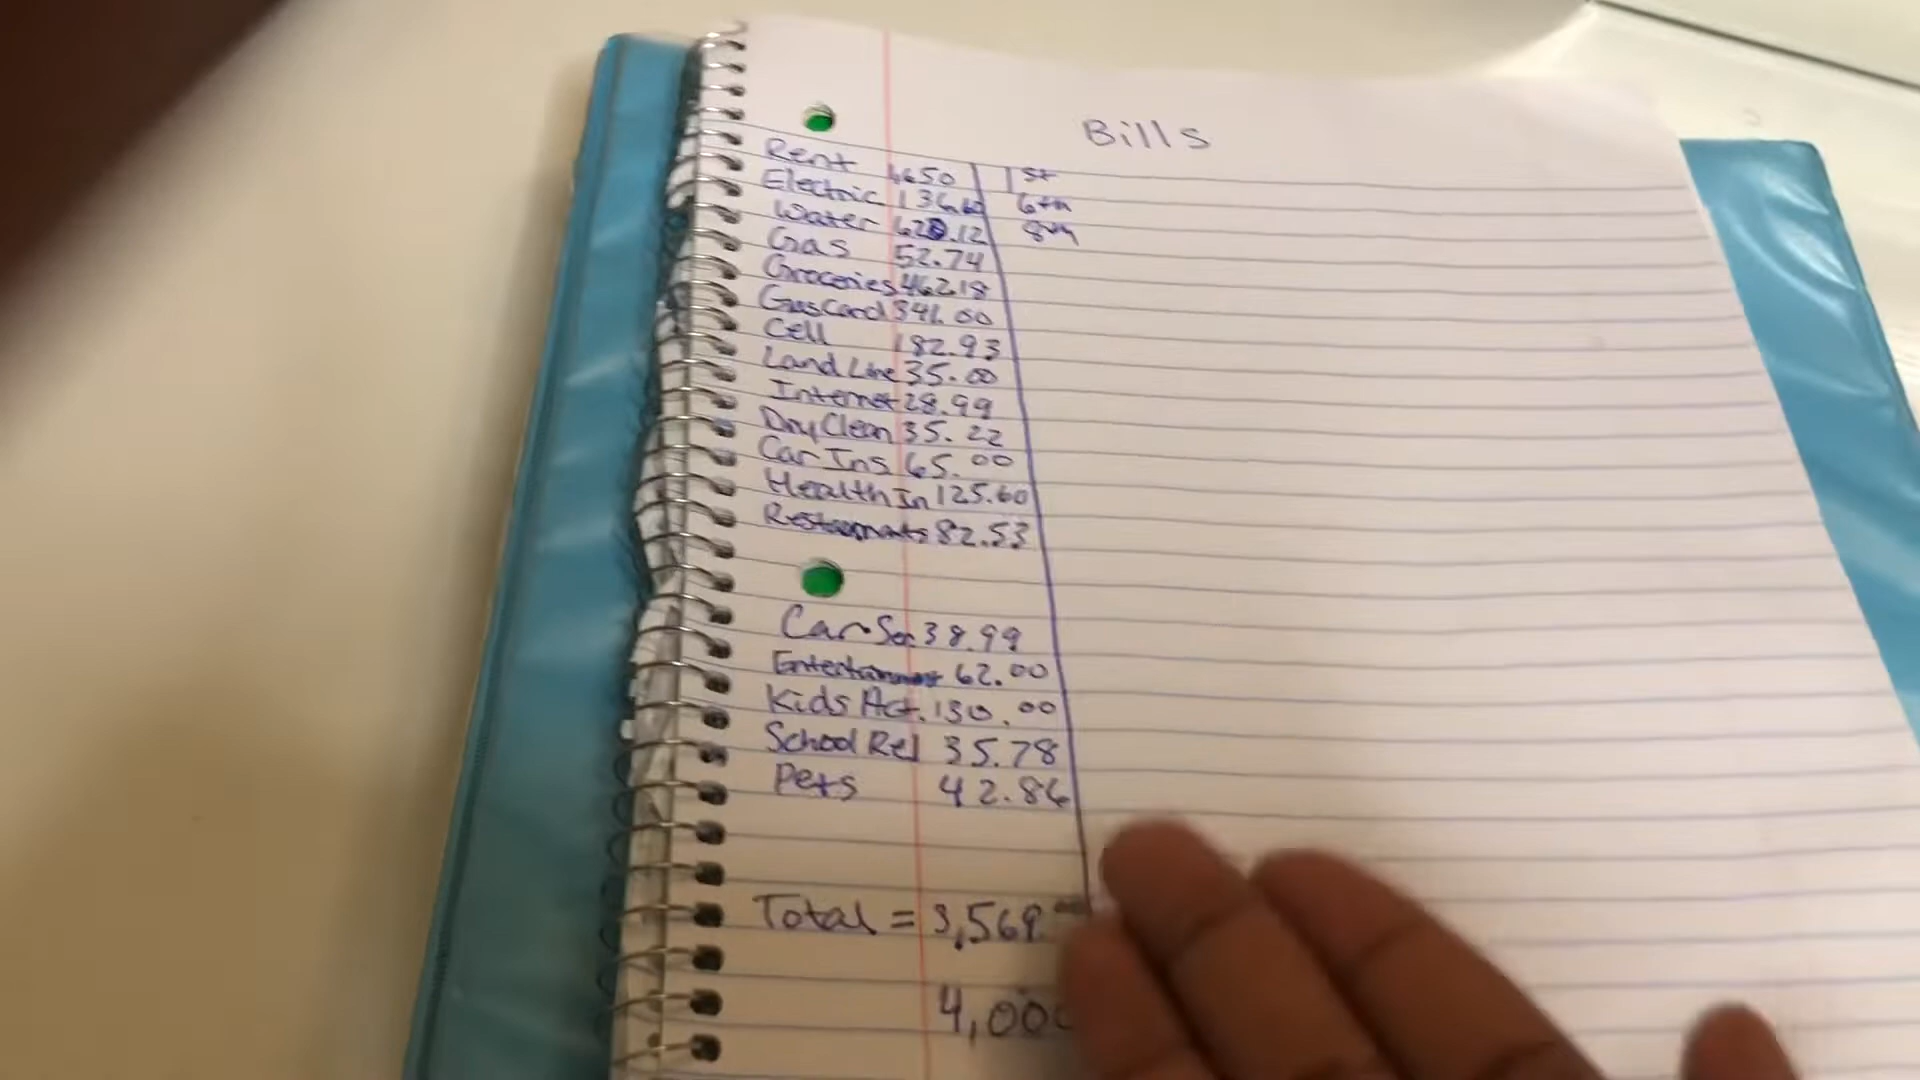 Bills
Rent 1650 1st
Electric 136.60 6th
Water 62.12 8th
Gas 52.74
Groceries 462.18
Gas Card 341.00
Cell 182.93
Land Line 35.00
Internet 28.99
Dry Clean 35.22
Car Ins 65.00
Health In 125.60
Restaurants 82.53
Car Ser 38.99
Entertainment 62.00
Kids Act. 130.00
School Rel 35.78
Pets 42.86
Total = 3,569
4,00